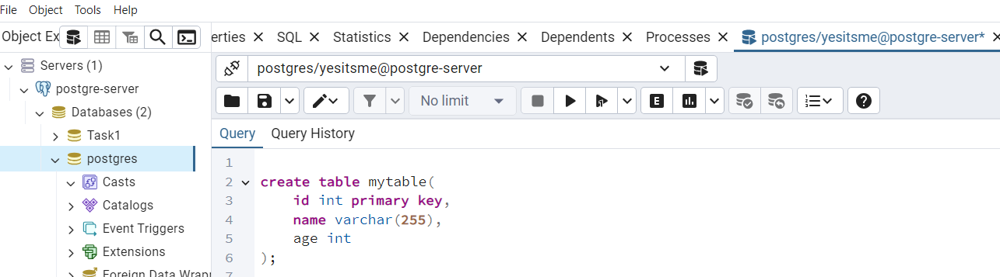 File Object Tools Help
Object Ex
erties SQL Statistics Dependencies Dependents Processes postgres/yesitsme@postgre-server*
Servers (1)
postgre-server
Databases (2)
Task1
postgres
Casts
Catalogs
Event Triggers
Extensions
Foreign Data Wrapp
postgres/yesitsme@postgre-server
No limit
E
Query Query History
1
2 create table mytable(
3 id int primary key,
4 name varchar(255),
5 age int
6 );
7